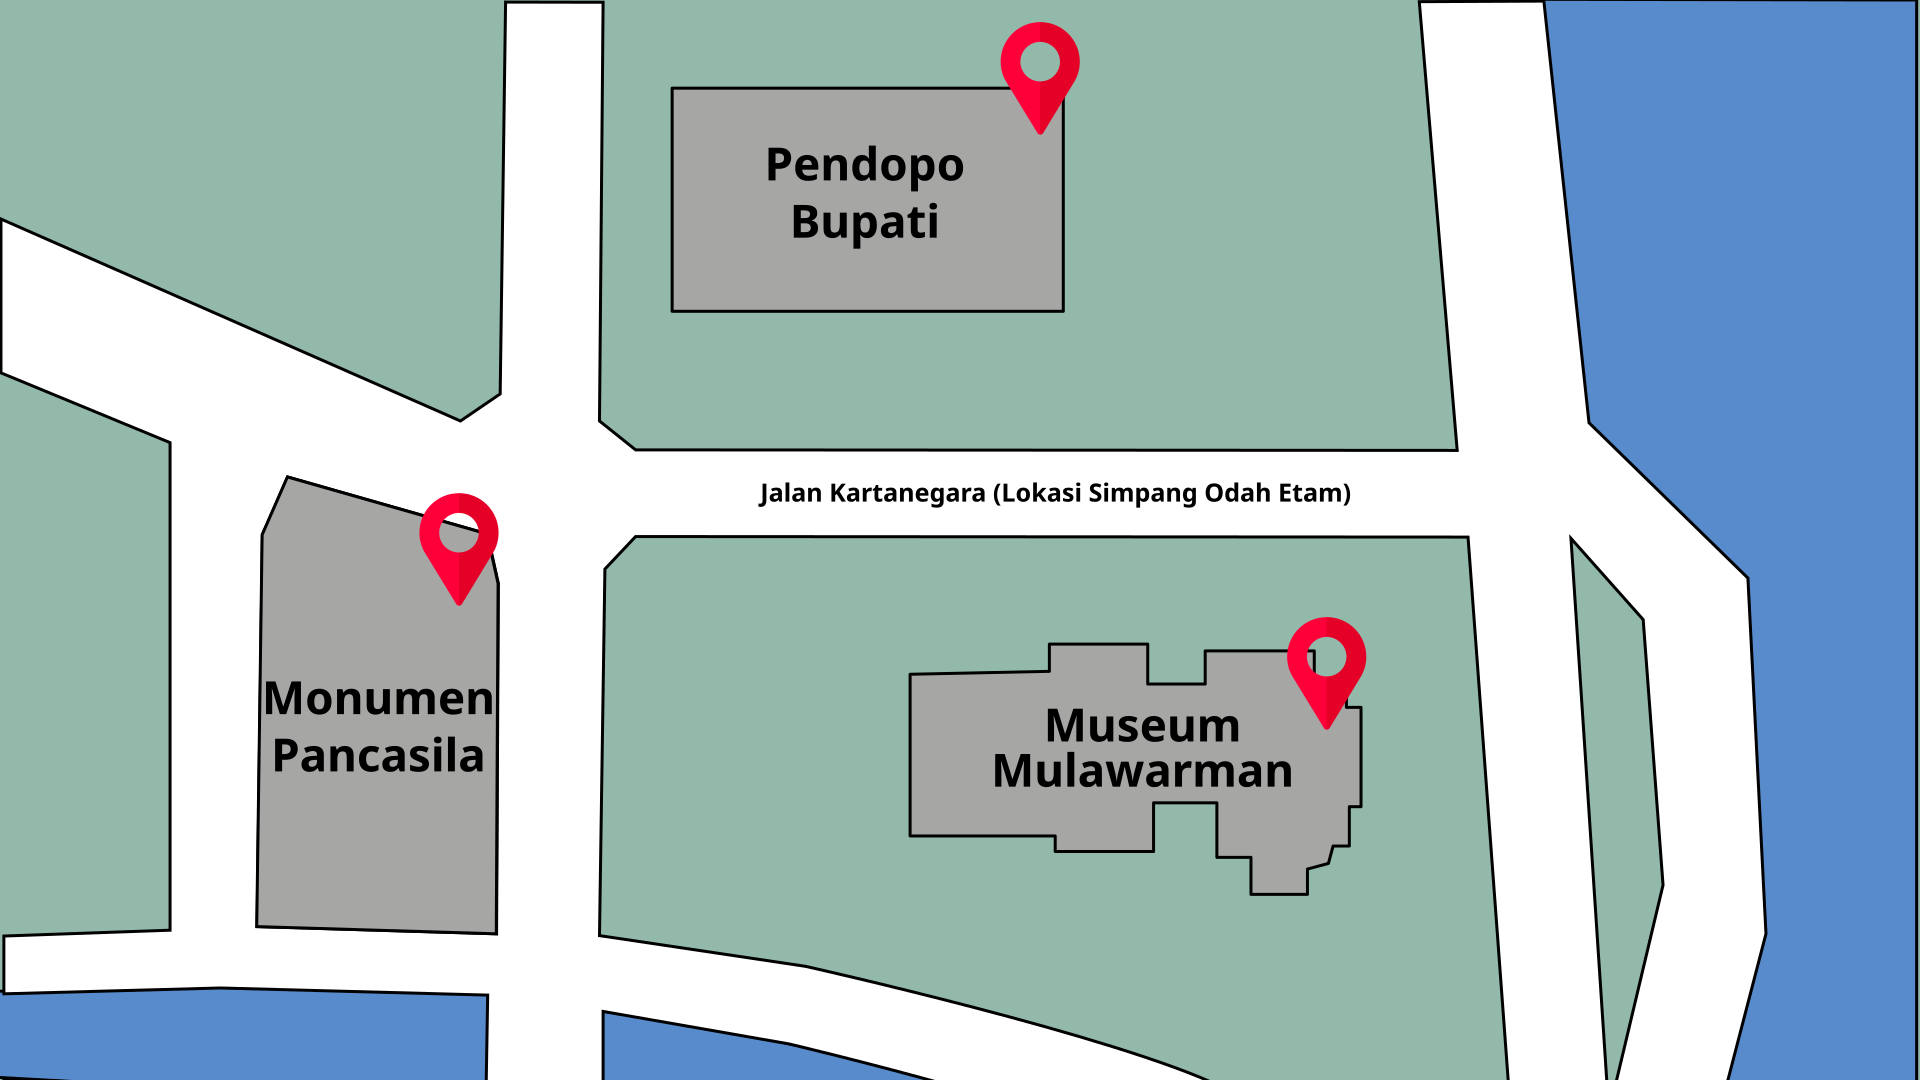 Pendopo
Bupati
Jalan Kartanegara (Lokasi Simpang Odah Etam)
Monumen
Pancasila
Museum
Mulawarman